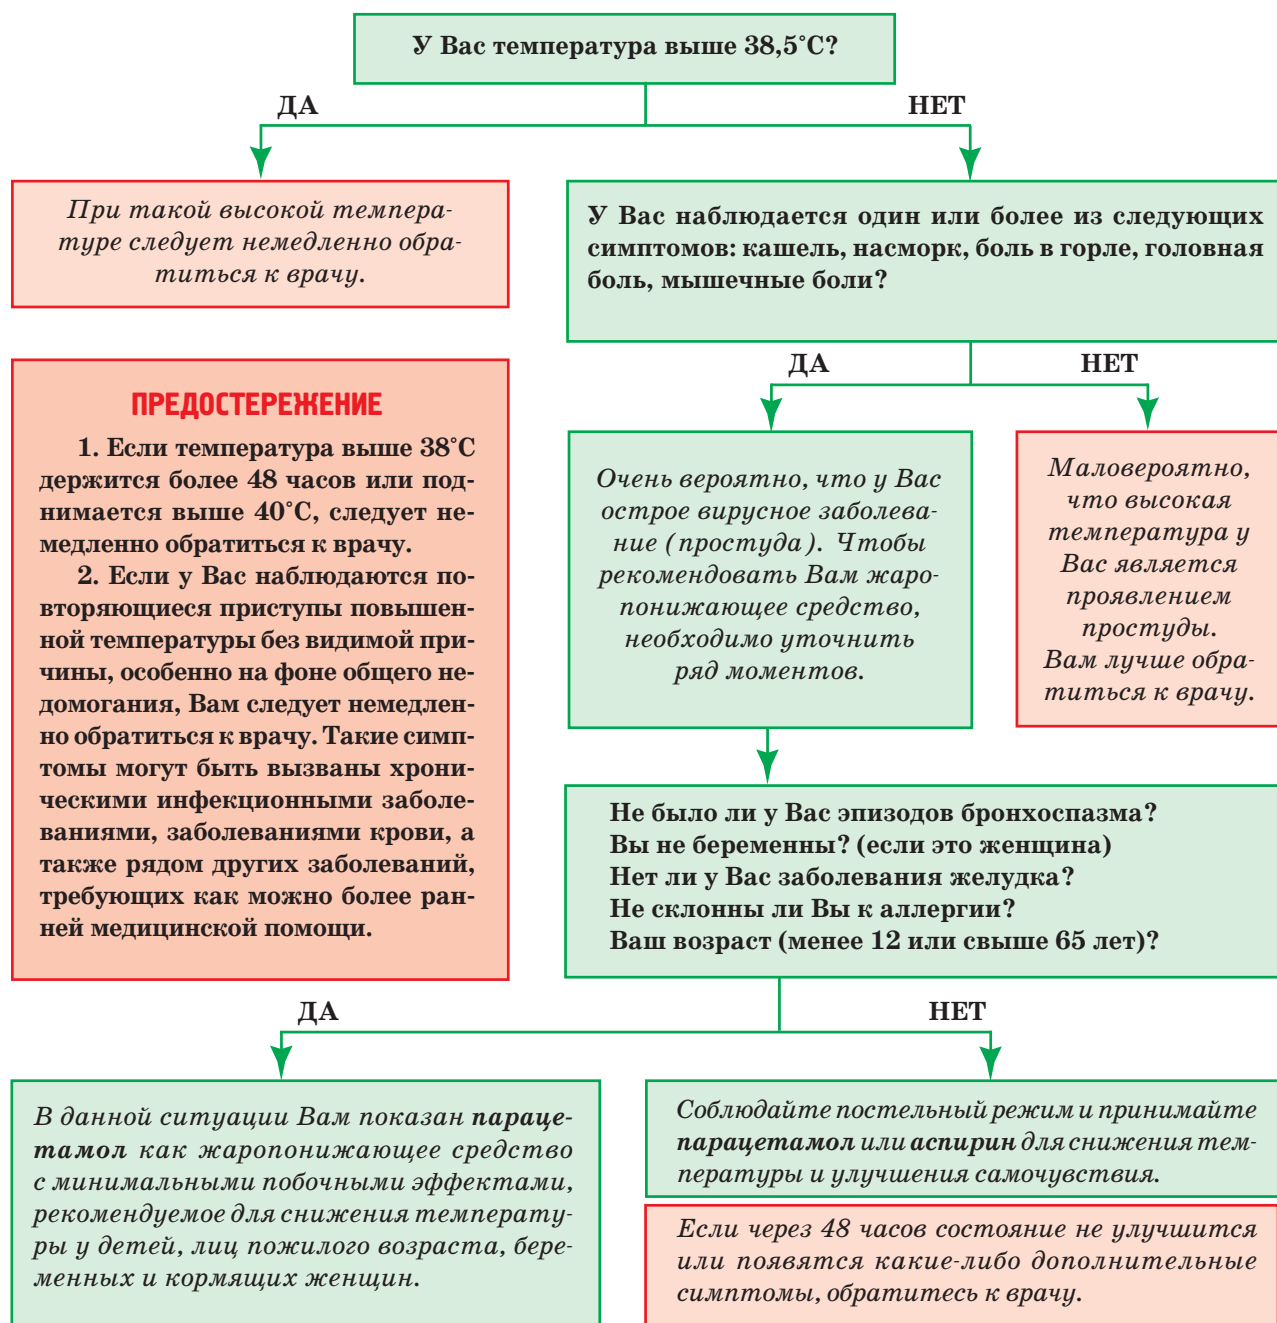 У Вас температура выше 38,5°С?
ДА
НЕТ
При такой высокой темпера-
туре следует немедленно обра-
титься к врачу.
У Вас наблюдается один или более из следующих
симптомов: кашель, насморк, боль в горле, головная
боль, мышечные боли?
ПРЕДОСТЕРЕЖЕНИЕ
1. Если температура выше 38°С
держится более 48 часов или под-
нимается выше 40°С, следует не-
медленно обратиться к врачу.
2. Если у Вас наблюдаются по-
вторяющиеся приступы повышен-
ной температуры без видимой при-
чины, особенно на фоне общего не-
домогания, Вам следует немедлен-
но обратиться к врачу. Такие симп-
томы могут быть вызваны хрони-
ческими инфекционными заболе-
ваниями, заболеваниями крови, а
также рядом других заболеваний,
требующих как можно более ран-
ней медицинской помощи.
ДА
НЕТ
Очень вероятно, что у Вас
острое вирусное заболева-
ние (простуда). Чтобы
рекомендовать Вам жаро-
понижающее средство,
необходимо уточнить
ряд моментов.
Маловероятно,
что высокая
температура у
Вас является
проявлением
простуды.
Вам лучше обра-
титься к врачу.
Не было ли у Вас эпизодов бронхоспазма?
Вы не беременны? (если это женщина)
Нет ли у Вас заболевания желудка?
Не склонны ли Вы к аллергии?
Ваш возраст (менее 12 или свыше 65 лет)?
ДА
НЕТ
В данной ситуации Вам показан параце-
тамол как жаропонижающее средство
с минимальными побочными эффектами,
рекомендуемое для снижения температу-
ры у детей, лиц пожилого возраста, бере-
менных и кормящих женщин.
Соблюдайте постельный режим и принимайте
парацетамол или аспирин для снижения тем-
пературы и улучшения самочувствия.
Если через 48 часов состояние не улучшится
или появятся какие-либо дополнительные
симптомы, обратитесь к врачу.